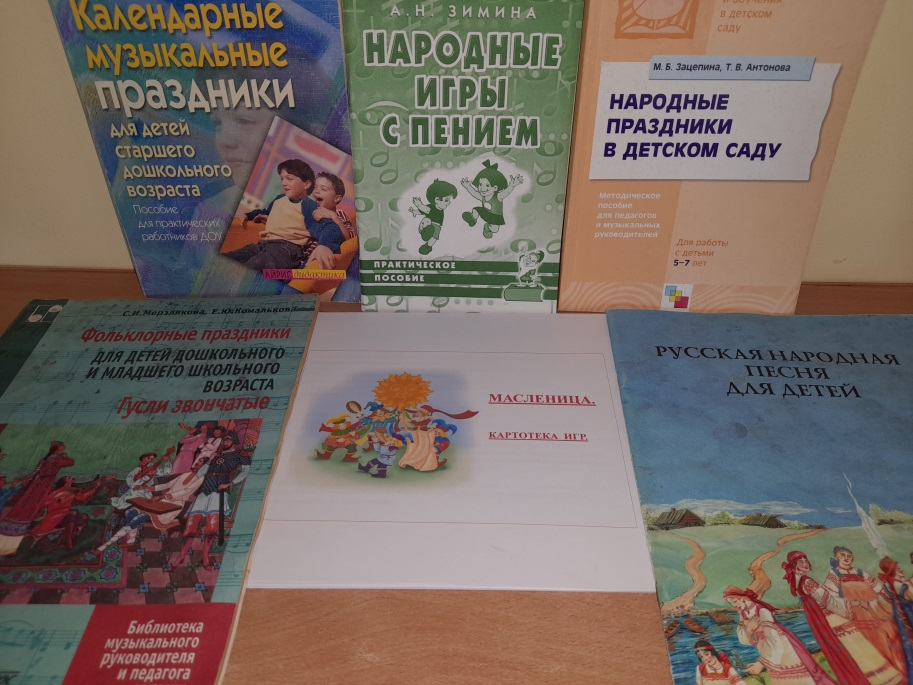 Календарные
музыкальные
праздники
для детей
старшего
дошкольного
возраста
Пособие
для практических
работников ДОУ
АЙРИС дидактика
А. Н. ЗИМИНА
НАРОДНЫЕ
ИГРЫ
С ПЕНИЕМ
ПРАКТИЧЕСКОЕ
ПОСОБИЕ
и обучения
в детском
саду
М. Б. Зацепина, Т. В. Антонова
НАРОДНЫЕ
ПРАЗДНИКИ
В ДЕТСКОМ САДУ
Методическое
пособие
для педагогов
и музыкальных
руководителей
Для работы
с детьми
5–7 лет
С.И. Мерзлякова, Е.Ю. Комалькова
Фольклорные праздники
ДЛЯ ДЕТЕЙ ДОШКОЛЬНОГО
И МЛАДШЕГО ШКОЛЬНОГО
ВОЗРАСТА
Гусли звончатые
Библиотека
музыкального
руководителя
и педагога
МАСЛЕНИЦА.
КАРТОТЕКА ИГР.
РУССКАЯ НАРОДНАЯ
ПЕСНЯ
ДЛЯ ДЕТЕЙ